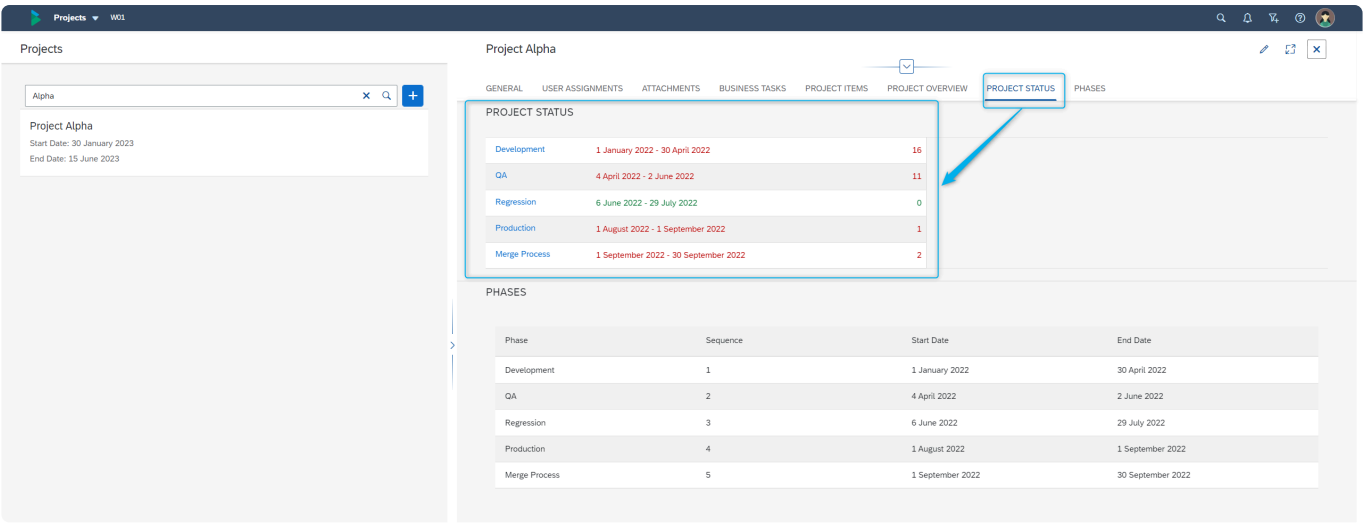 Projects W01
Projects
Alpha
Project Alpha
Start Date: 30 January 2023
End Date: 15 June 2023
Project Alpha
GENERAL USER ASSIGNMENTS ATTACHMENTS BUSINESS TASKS PROJECT ITEMS PROJECT OVERVIEW PROJECT STATUS PHASES
PROJECT STATUS
Development 1 January 2022 - 30 April 2022 16
QA 4 April 2022 - 2 June 2022 11
Regression 6 June 2022 - 29 July 2022 0
Production 1 August 2022 - 1 September 2022 1
Merge Process 1 September 2022 - 30 September 2022 2
PHASES
Phase Sequence Start Date End Date
Development 1 1 January 2022 30 April 2022
QA 2 4 April 2022 2 June 2022
Regression 3 6 June 2022 29 July 2022
Production 4 1 August 2022 1 September 2022
Merge Process 5 1 September 2022 30 September 2022